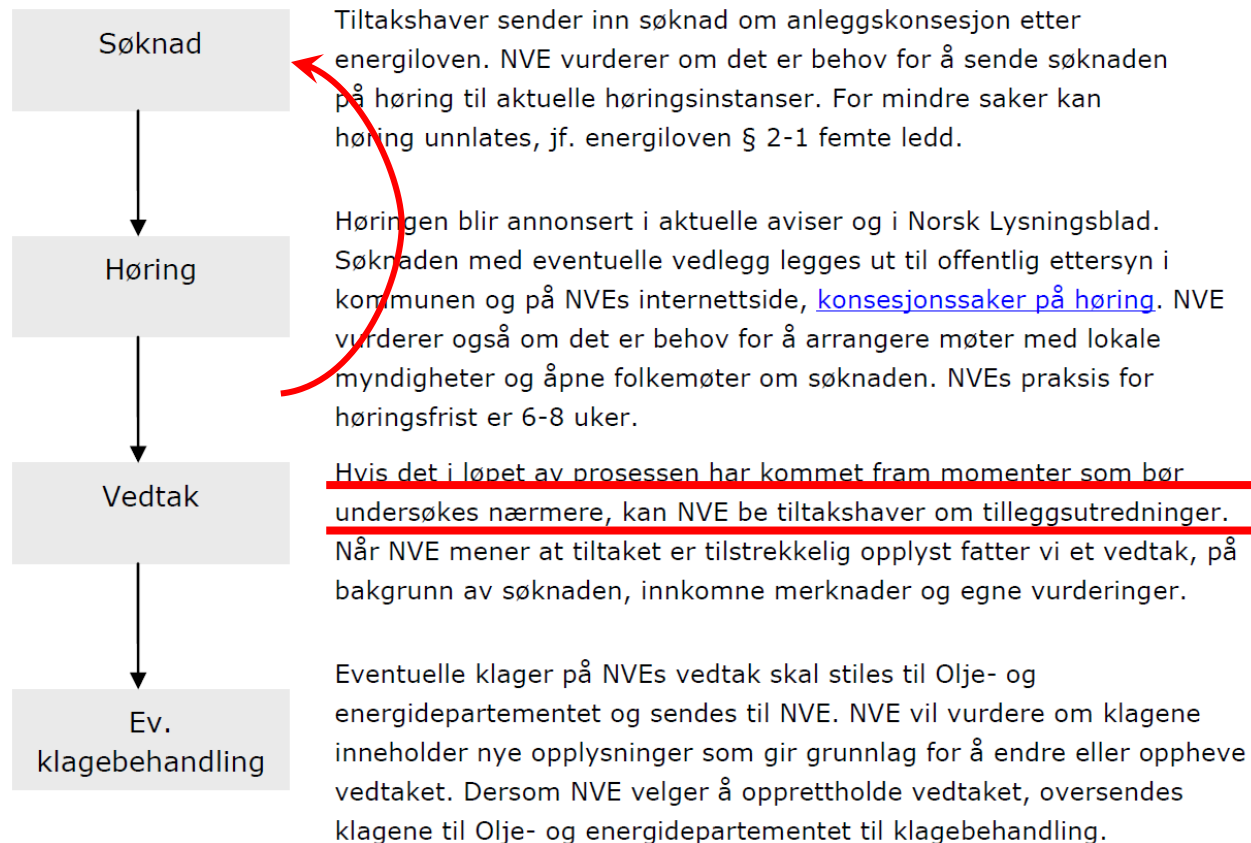 Søknad
Tiltakshaver sender inn søknad om anleggskonsesjon etter
energiloven. NVE vurderer om det er behov for å sende søknaden
på høring til aktuelle høringsinstanser. For mindre saker kan
høring unnlates, jf. energiloven § 2-1 femte ledd.
Høring
Høringen blir annonsert i aktuelle aviser og i Norsk Lysningsblad.
Søknaden med eventuelle vedlegg legges ut til offentlig ettersyn i
kommunen og på NVEs internettside, konsesjonssaker på høring. NVE
vurderer også om det er behov for å arrangere møter med lokale
myndigheter og åpne folkemøter om søknaden. NVEs praksis for
høringsfrist er 6-8 uker.
Vedtak
Hvis det i løpet av prosessen har kommet fram momenter som bør
undersøkes nærmere, kan NVE be tiltakshaver om tilleggsutredninger.
Når NVE mener at tiltaket er tilstrekkelig opplyst fatter vi et vedtak, på
bakgrunn av søknaden, innkomne merknader og egne vurderinger.
Ev.
klagebehandling
Eventuelle klager på NVEs vedtak skal stiles til Olje- og
energidepartementet og sendes til NVE. NVE vil vurdere om klagene
inneholder nye opplysninger som gir grunnlag for å endre eller oppheve
vedtaket. Dersom NVE velger å opprettholde vedtaket, oversendes
klagene til Olje- og energidepartementet til klagebehandling.